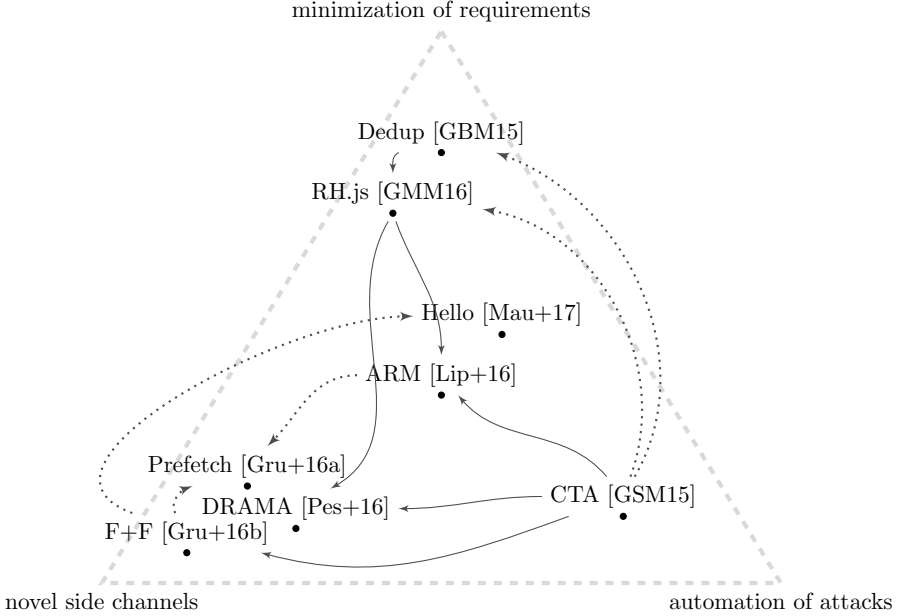 minimization of requirements
Dedup [GBM15]
RH.js [GMM16]
Hello [Mau+17]
ARM [Lip+16]
Prefetch [Gru+16a]
CTA [GSM15]
DRAMA [Pes+16]
F+F [Gru+16b]
novel side channels
automation of attacks